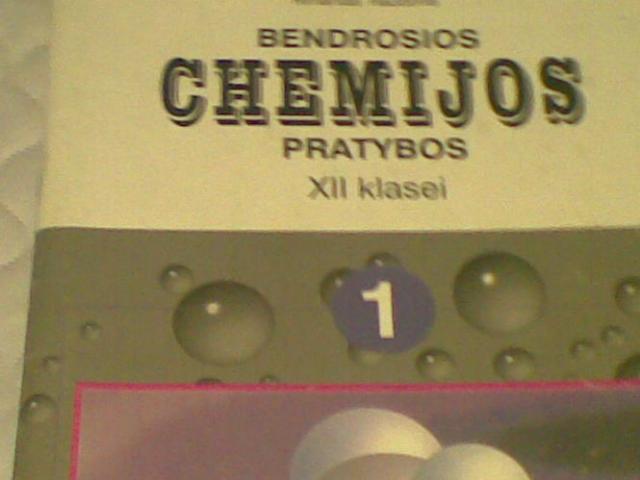 BENDROSIOS
CHEMIJOS
PRATYBOS
XII klasei
1